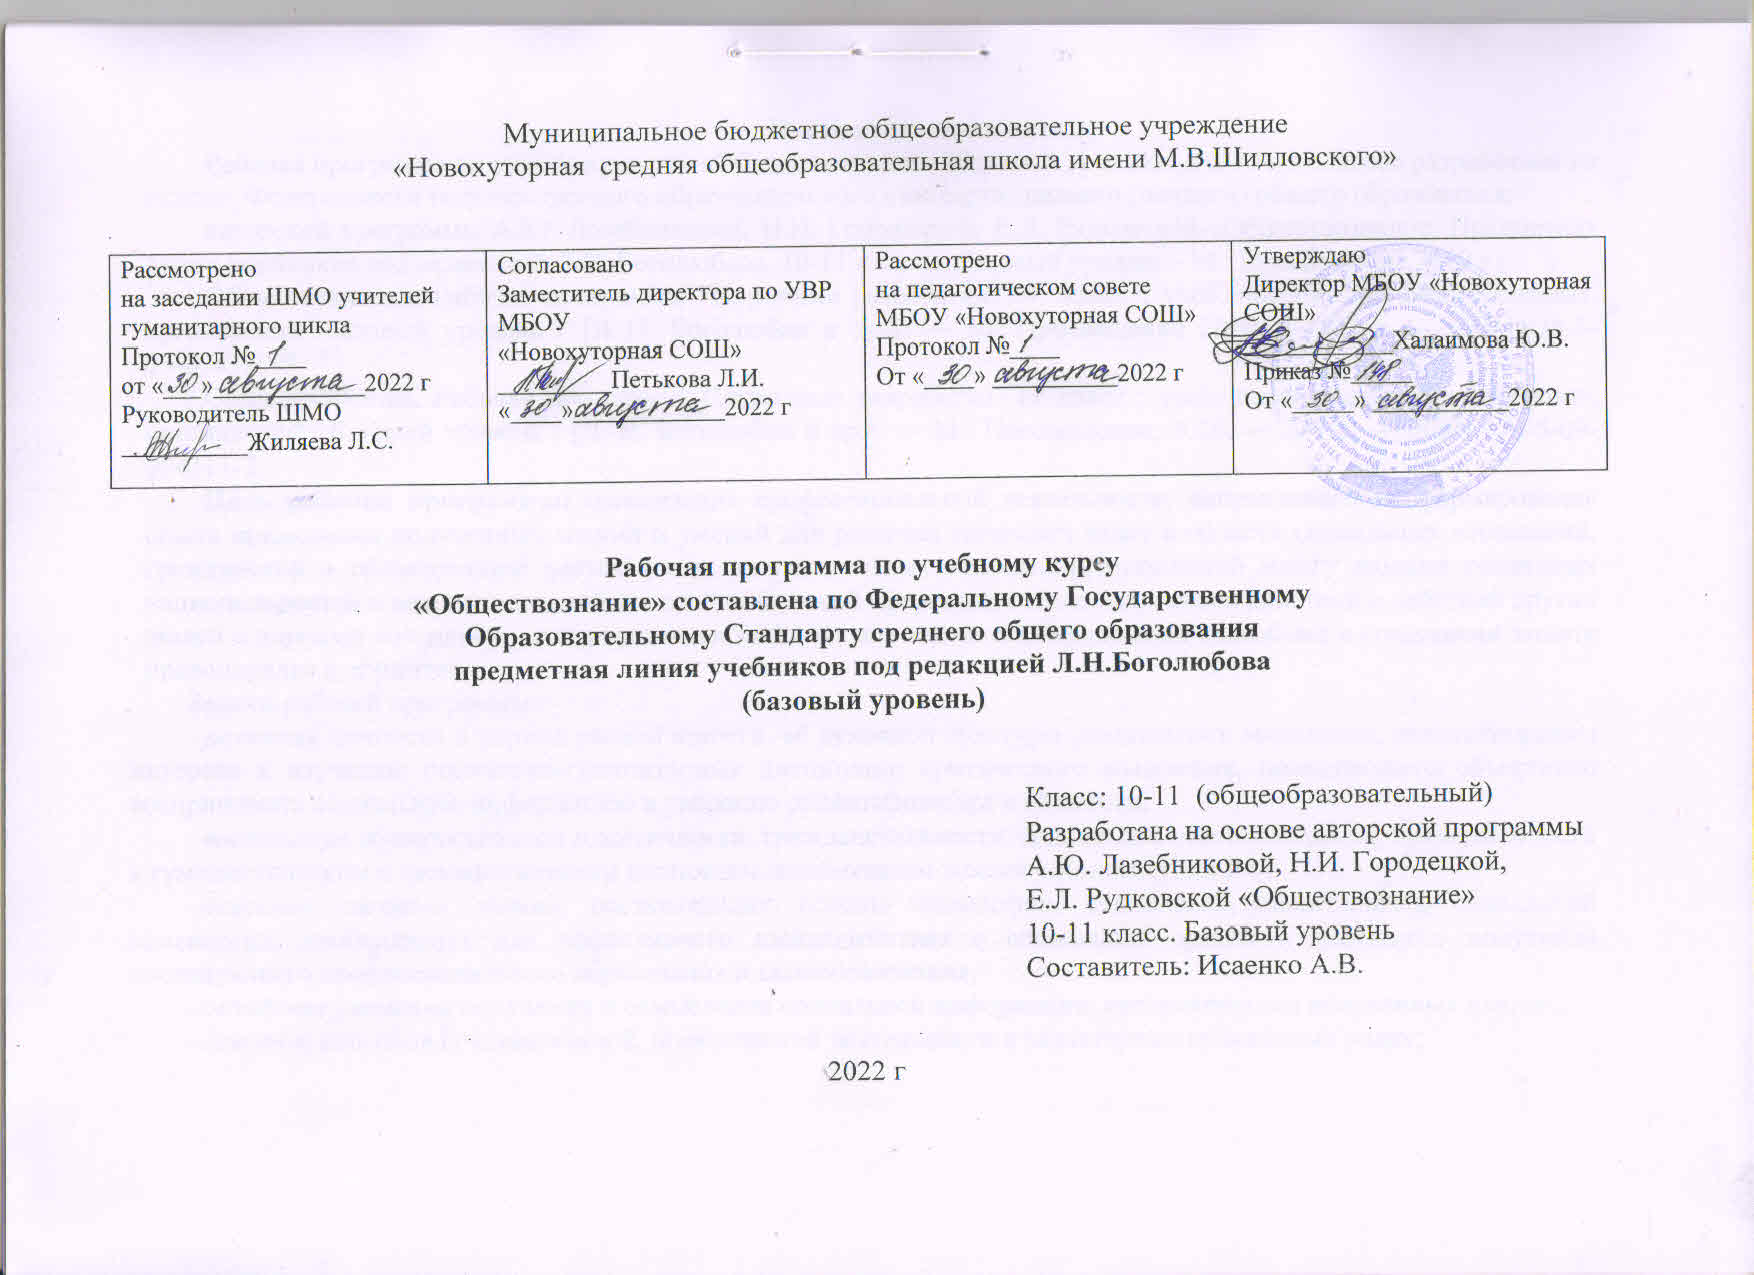 Муниципальное бюджетное общеобразовательное учреждение
«Новохуторная средняя общеобразовательная школа имени М.В.Шидловского»
Рассмотрено
на заседании ШМО учителей
гуманитарного цикла
Протокол № 1
от «30» августа 2022 г
Руководитель ШМО
Жиляева Л.С.
Согласовано
Заместитель директора по УВР
МБОУ
«Новохуторная СОШ»
Петькова Л.И.
«30» августа 2022 г
Рассмотрено
на педагогическом совете
МБОУ «Новохуторная СОШ»
Протокол № 1
От «30» августа 2022 г
Утверждаю
Директор МБОУ «Новохуторная
СОШ»
Халаимова Ю.В.
Приказ №
От «30» августа 2022 г
Рабочая программа по учебному курсу
«Обществознание» составлена по Федеральному Государственному
Образовательному Стандарту среднего общего образования
предметная линия учебников под редакцией Л.Н.Боголюбова
(базовый уровень)
Класс: 10-11 (общеобразовательный)
Разработана на основе авторской программы
А.Ю. Лазебниковой, Н.И. Городецкой,
Е.Л. Рудковской «Обществознание»
10-11 класс. Базовый уровень
Составитель: Исаенко А.В.
2022 г